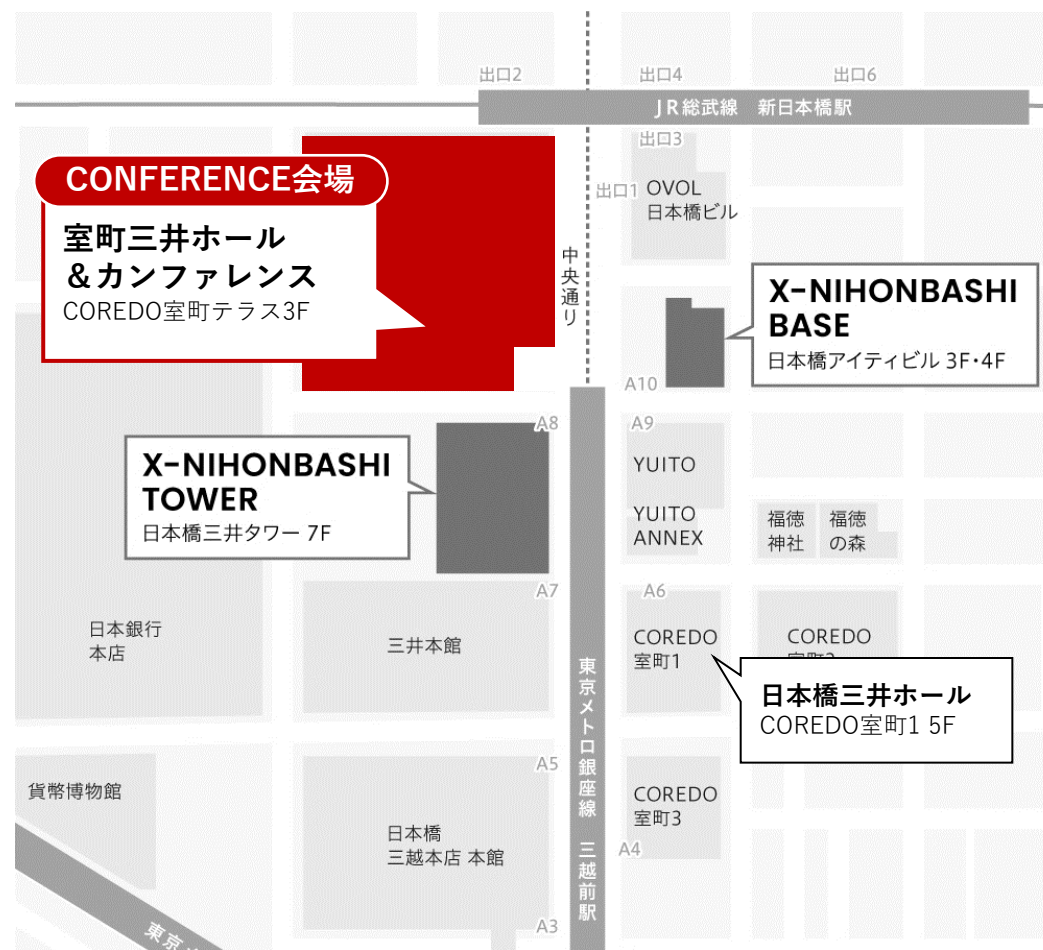 出口2
出口4
出口6
JR総武線 新日本橋駅
出口3
CONFERENCE会場
出口1
OVOL
日本橋ビル
室町三井ホール
&カンファレンス
COREDO室町テラス3F
中央通り
X-NIHONBASHI
BASE
日本橋アイティビル 3F・4F
A10
A8
A9
X-NIHONBASHI
TOWER
日本橋三井タワー 7F
YUITO
YUITO
ANNEX
福徳
神社
福徳
の森
A7
A6
日本銀行
本店
三井本館
COREDO
室町1
COREDO
日本橋三井ホール
COREDO室町1 5F
東京メトロ銀座線 三越前駅
A5
貨幣博物館
COREDO
室町3
日本橋
三越本店 本館
A4
A3
東京